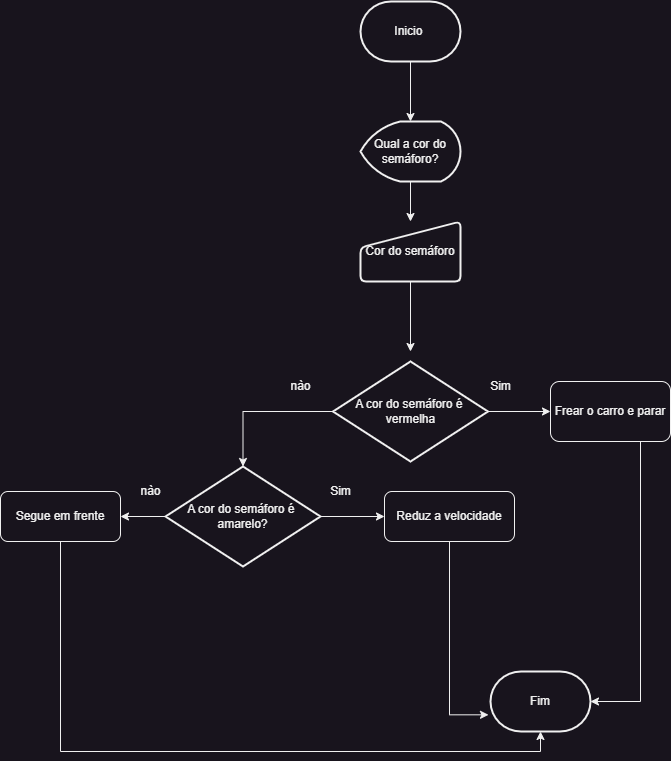 Inicio
Qual a cor do
semáforo?
Cor do semáforo
nào
Sim
A cor do semáforo é
vermelha
Frear o carro e parar
nào
Sim
Segue em frente
A cor do semáforo é
amarelo?
Reduz a velocidade
Fim